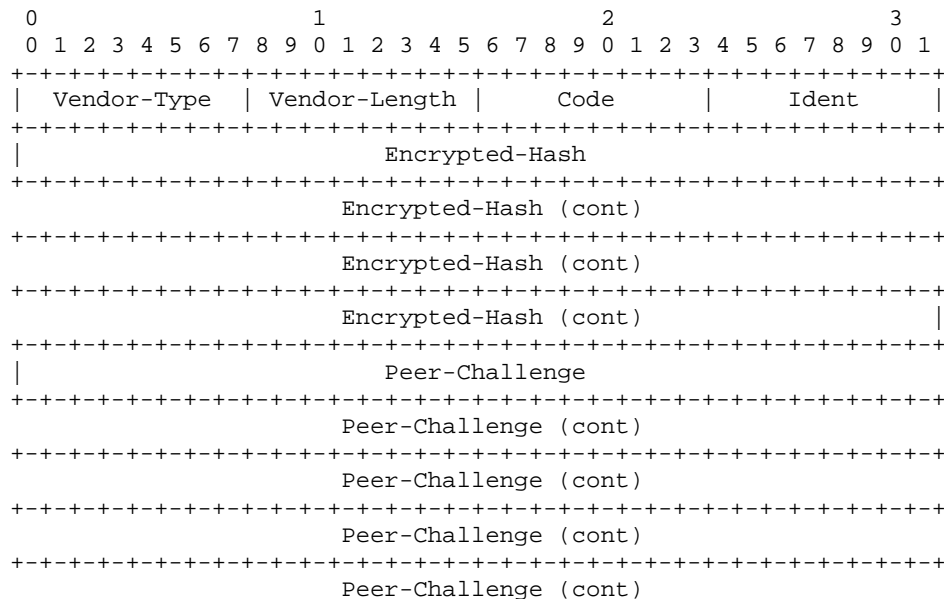 0                   1                   2                   3
 0 1 2 3 4 5 6 7 8 9 0 1 2 3 4 5 6 7 8 9 0 1 2 3 4 5 6 7 8 9 0 1
+-+-+-+-+-+-+-+-+-+-+-+-+-+-+-+-+-+-+-+-+-+-+-+-+-+-+-+-+-+-+-+-+
|  Vendor-Type  | Vendor-Length |     Code      |     Ident     |
+-+-+-+-+-+-+-+-+-+-+-+-+-+-+-+-+-+-+-+-+-+-+-+-+-+-+-+-+-+-+-+-+
|                         Encrypted-Hash
+-+-+-+-+-+-+-+-+-+-+-+-+-+-+-+-+-+-+-+-+-+-+-+-+-+-+-+-+-+-+-+-+
                       Encrypted-Hash (cont)
+-+-+-+-+-+-+-+-+-+-+-+-+-+-+-+-+-+-+-+-+-+-+-+-+-+-+-+-+-+-+-+-+
                       Encrypted-Hash (cont)
+-+-+-+-+-+-+-+-+-+-+-+-+-+-+-+-+-+-+-+-+-+-+-+-+-+-+-+-+-+-+-+-+
                       Encrypted-Hash (cont)                    |
+-+-+-+-+-+-+-+-+-+-+-+-+-+-+-+-+-+-+-+-+-+-+-+-+-+-+-+-+-+-+-+-+
|                         Peer-Challenge
+-+-+-+-+-+-+-+-+-+-+-+-+-+-+-+-+-+-+-+-+-+-+-+-+-+-+-+-+-+-+-+-+
                       Peer-Challenge (cont)
+-+-+-+-+-+-+-+-+-+-+-+-+-+-+-+-+-+-+-+-+-+-+-+-+-+-+-+-+-+-+-+-+
                       Peer-Challenge (cont)
+-+-+-+-+-+-+-+-+-+-+-+-+-+-+-+-+-+-+-+-+-+-+-+-+-+-+-+-+-+-+-+-+
                       Peer-Challenge (cont)
+-+-+-+-+-+-+-+-+-+-+-+-+-+-+-+-+-+-+-+-+-+-+-+-+-+-+-+-+-+-+-+-+
                       Peer-Challenge (cont)